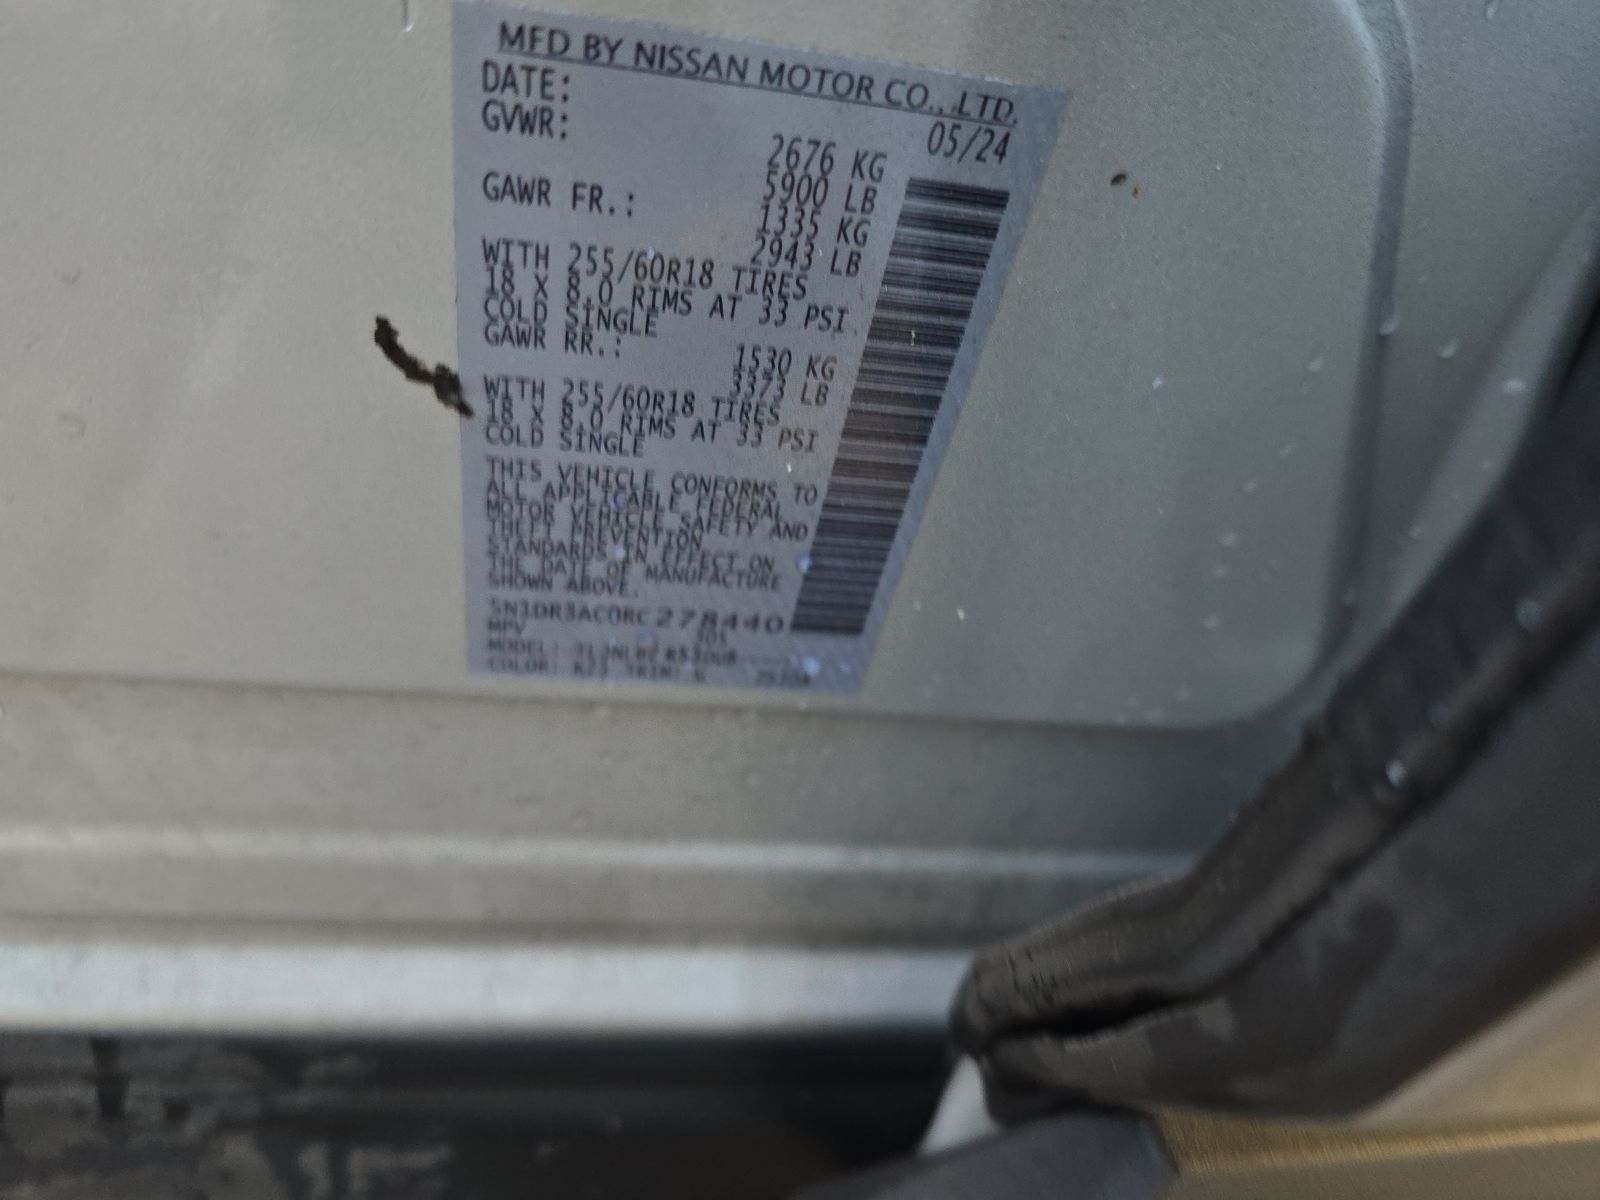 MFD BY NISSAN MOTOR CO., LTD.
DATE: 05/24
GVWR: 2676 KG
5900 LB
GAWR FR.: 1335 KG
2943 LB
WITH 255/60R18 TIRES
18 X 8.0 RIMS AT 33 PSI
COLD SINGLE
GAWR RR.: 1530 KG
3373 LB
WITH 255/60R18 TIRES
18 X 8.0 RIMS AT 33 PSI
COLD SINGLE
THIS VEHICLE CONFORMS TO
ALL APPLICABLE FEDERAL
MOTOR VEHICLE SAFETY AND
THEFT PREVENTION
STANDARDS IN EFFECT ON
THE DATE OF MANUFACTURE
SHOWN ABOVE.
5N1DR3AC0RC278440
MPV
MODEL:
COLOR: K23 TRIM: G